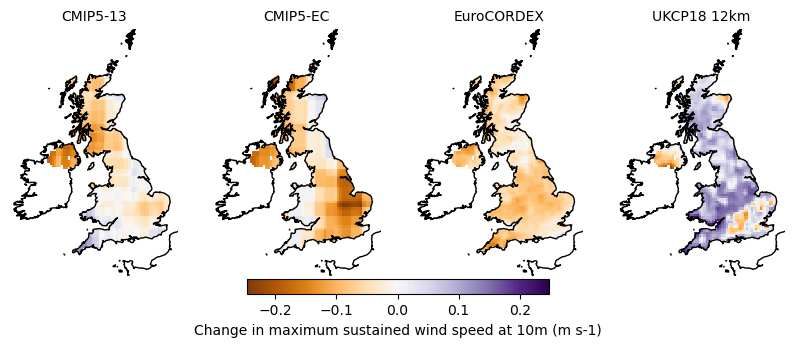 CMIP5-13 CMIP5-EC EuroCORDEX UKCP18 12km
−0.2 −0.1 0.0 0.1 0.2
Change in maximum sustained wind speed at 10m (m s-1)